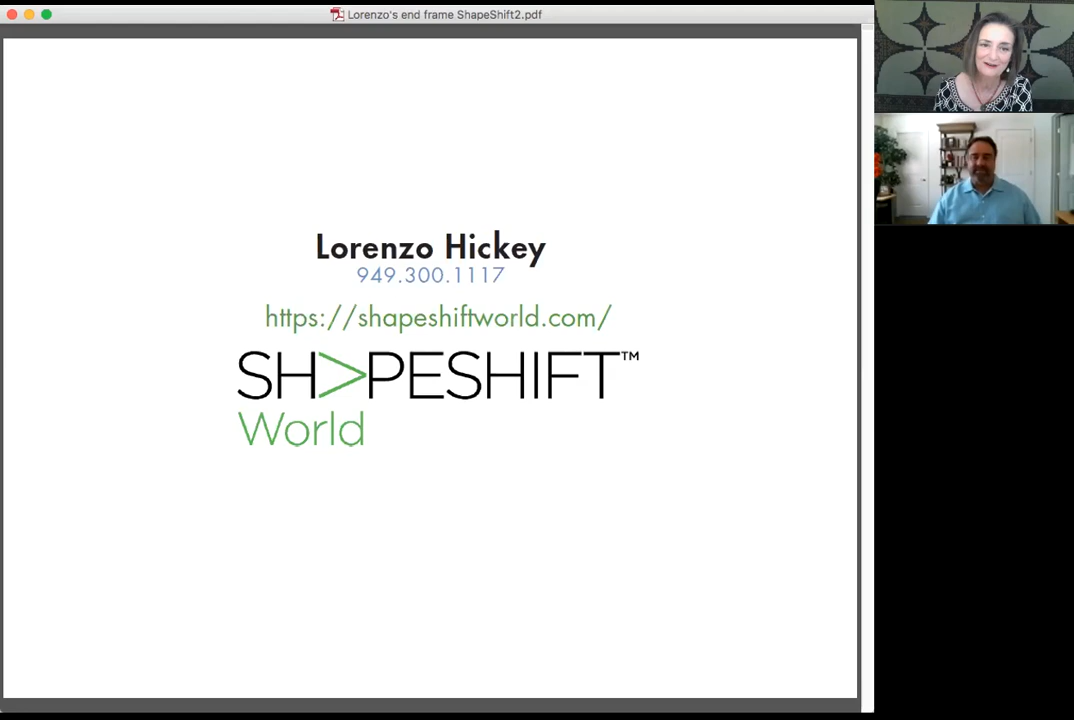 Lorenzo's end frame ShapeShift2.pdf
Lorenzo Hickey
949.300.1117
https://shapeshiftworld.com/
SH>PESHIFT™
World